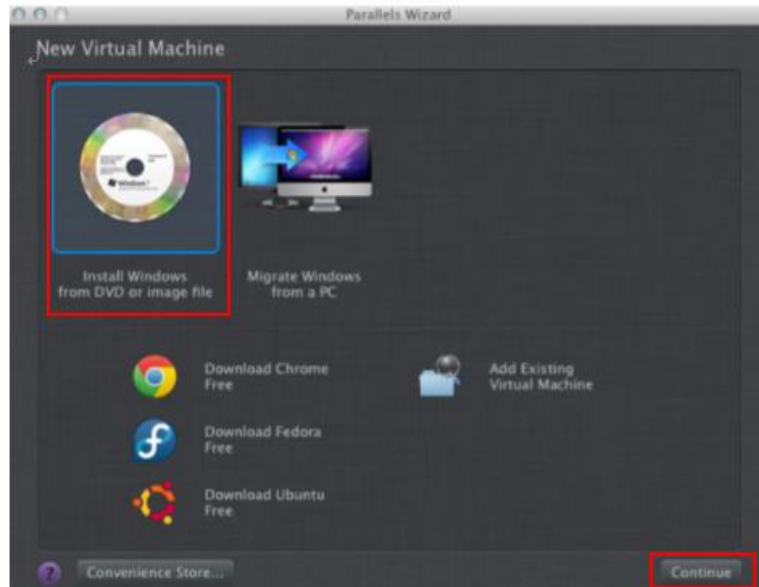 Parallels Wizard
New Virtual Machine
Install Windows
from DVD or image file
Migrate Windows
from a PC
Download Chrome
Free
Add Existing
Virtual Machine
Download Fedora
Free
Download Ubuntu
Free
?
Convenience Store...
Continue